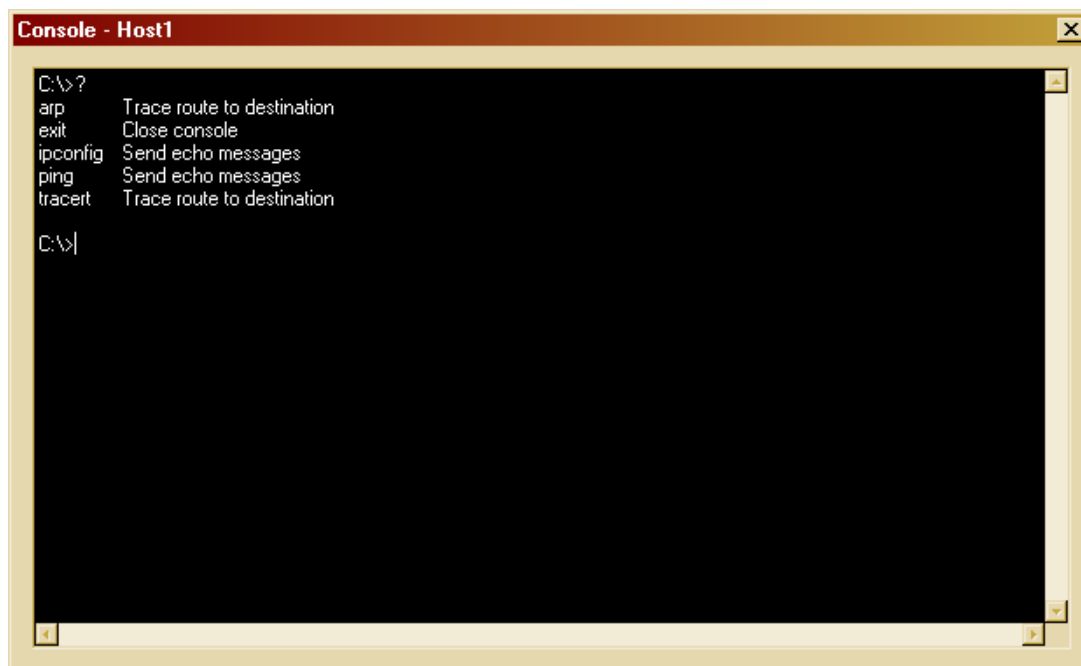 Console - Host1
C:\>?
arp Trace route to destination
exit Close console
ipconfig Send echo messages
ping Send echo messages
tracert Trace route to destination
C:\>